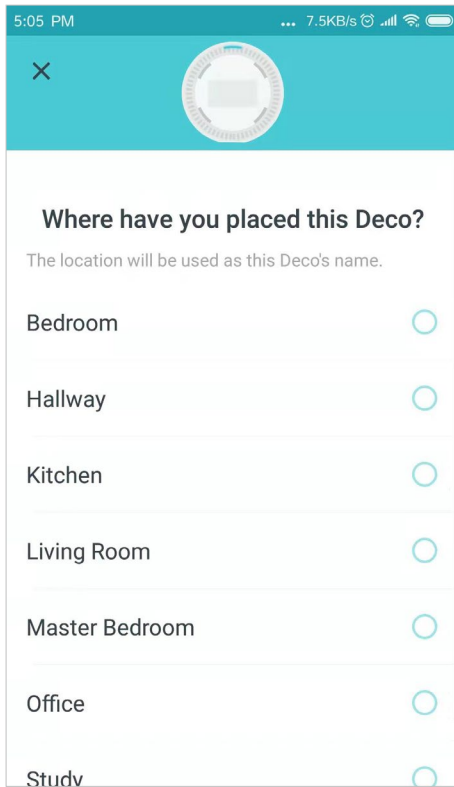 5:05 PM ... 7.5KB/s
Where have you placed this Deco?
The location will be used as this Deco's name.
Bedroom
Hallway
Kitchen
Living Room
Master Bedroom
Office
Study